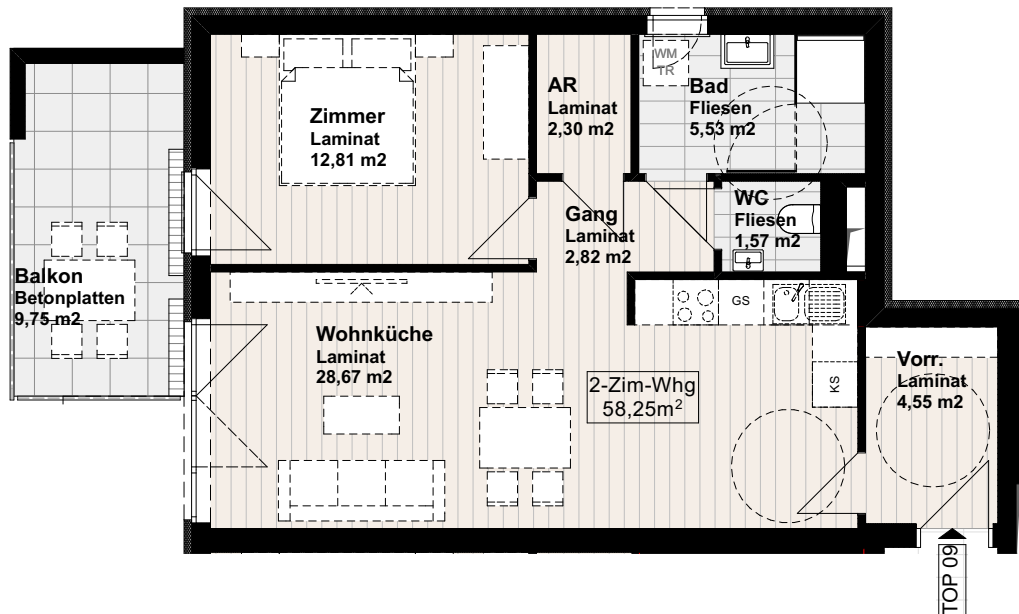 WM
TR
AR
Laminat
2,30 m2
Bad
Fliesen
5,53 m2
Zimmer
Laminat
12,81 m2
WC
Fliesen
1,57 m2
Gang
Laminat
2,82 m2
Balkon
Betonplatten
9,75 m2
GS
Wohnküche
Laminat
28,67 m2
2-Zim-Whg
58,25m²
KS
Vorr.
Laminat
4,55 m2
TOP 09